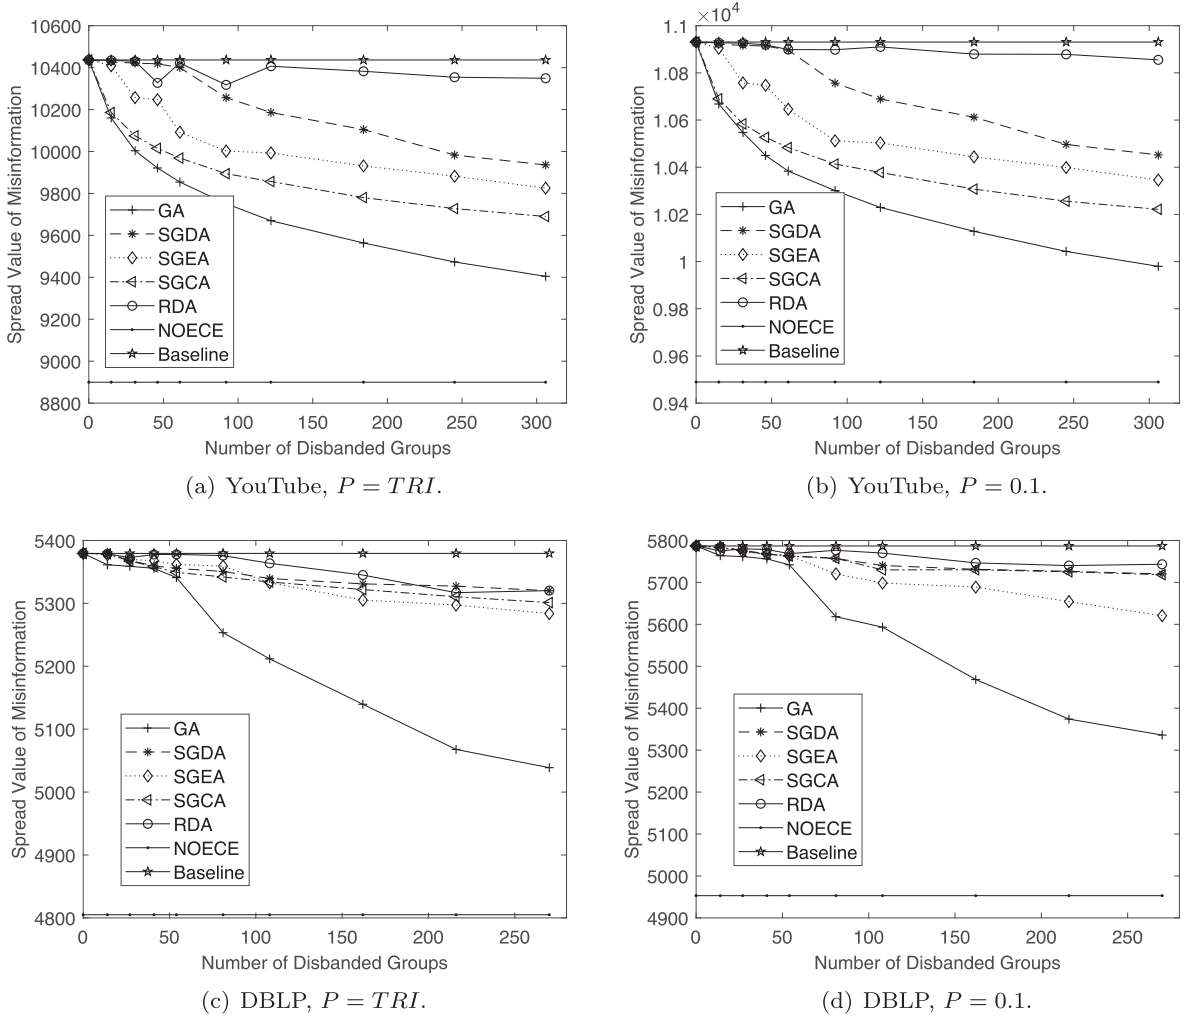 10600
10400
10200
10000
9800
9600
9400
9200
9000
8800
Spread Value of Misinformation
GA
SGDA
SGEA
SGCA
RDA
NOECE
Baseline
0 50 100 150 200 250 300
Number of Disbanded Groups
(a) YouTube, P = TRI.
×10⁴
1.1
1.08
1.06
1.04
1.02
1
0.98
0.96
0.94
Spread Value of Misinformation
GA
SGDA
SGEA
SGCA
RDA
NOECE
Baseline
0 50 100 150 200 250 300
Number of Disbanded Groups
(b) YouTube, P = 0.1.
5400
5300
5200
5100
5000
4900
4800
Spread Value of Misinformation
GA
SGDA
SGEA
SGCA
RDA
NOECE
Baseline
0 50 100 150 200 250
Number of Disbanded Groups
(c) DBLP, P = TRI.
5800
5700
5600
5500
5400
5300
5200
5100
5000
4900
Spread Value of Misinformation
GA
SGDA
SGEA
SGCA
RDA
NOECE
Baseline
0 50 100 150 200 250
Number of Disbanded Groups
(d) DBLP, P = 0.1.